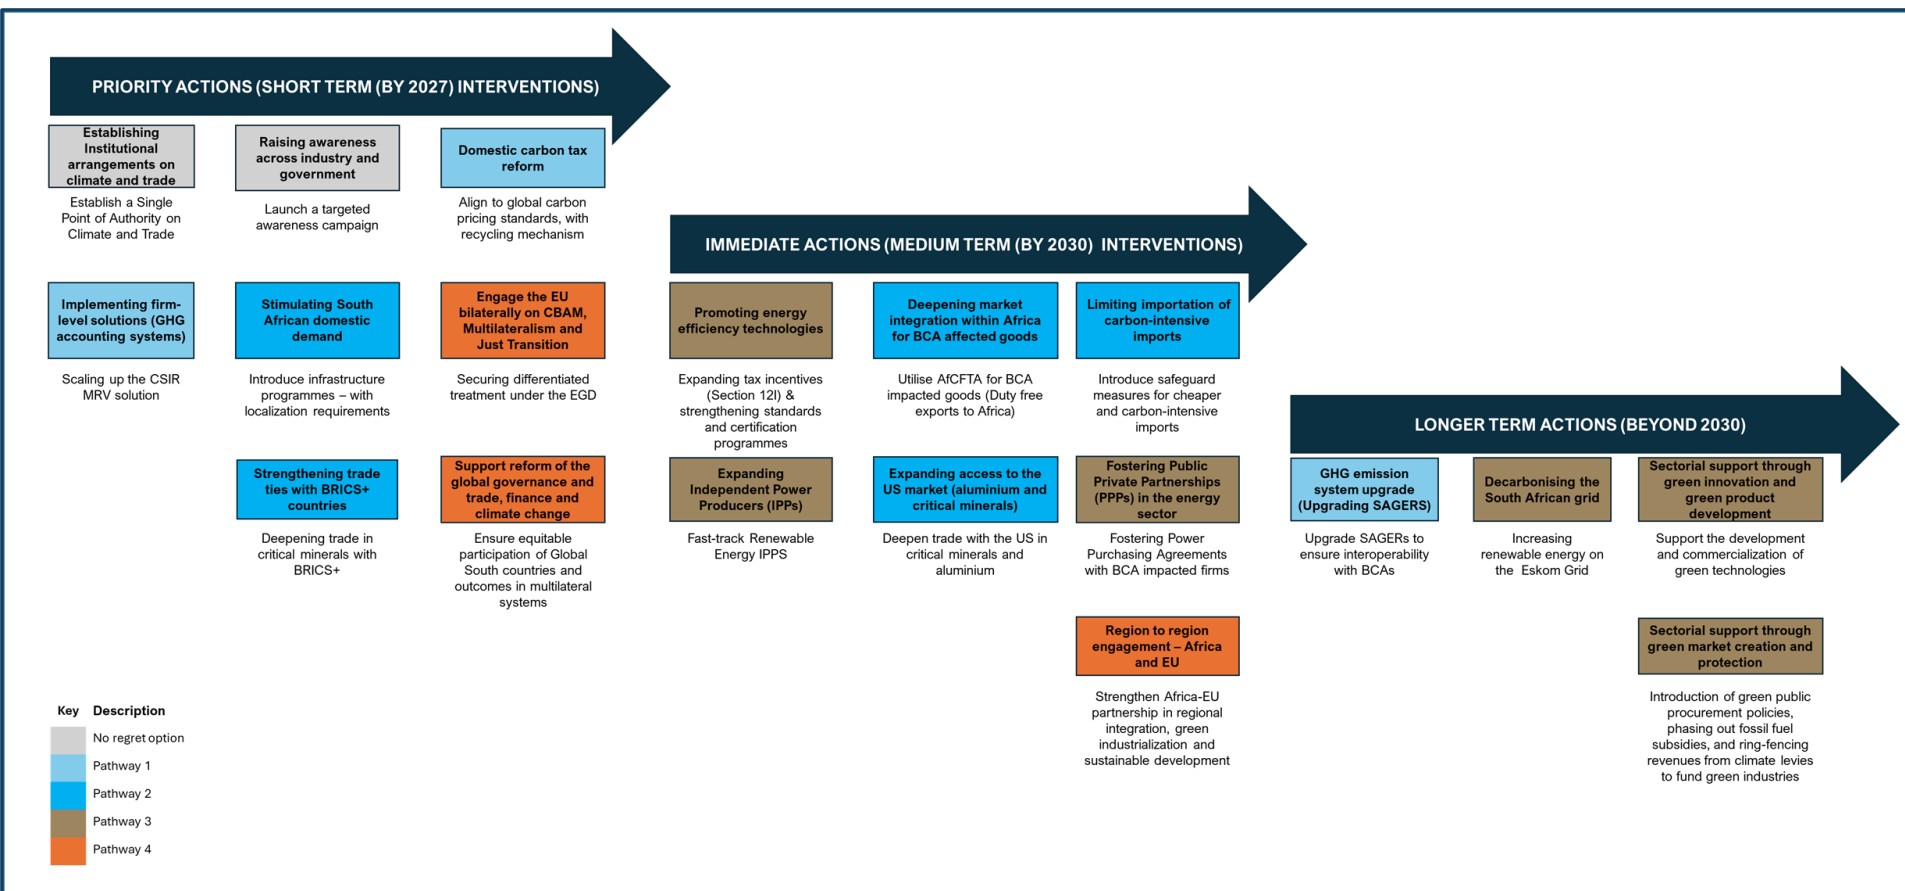 PRIORITY ACTIONS (SHORT TERM (BY 2027) INTERVENTIONS)
Establishing
Institutional
arrangements on
climate and trade
Establish a Single
Point of Authority on
Climate and Trade
Raising awareness
across industry and
government
Launch a targeted
awareness campaign
Domestic carbon tax
reform
Align to global carbon
pricing standards, with
recycling mechanism
Implementing firm-
level solutions (GHG
accounting systems)
Scaling up the CSIR
MRV solution
Stimulating South
African domestic
demand
Introduce infrastructure
programmes – with
localization requirements
Engage the EU
bilaterally on CBAM,
Multilateralism and
Just Transition
Securing differentiated
treatment under the EGD
Strengthening trade
ties with BRICS+
countries
Deepening trade in
critical minerals with
BRICS+
Support reform of the
global governance and
trade, finance and
climate change
Ensure equitable
participation of Global
South countries and
outcomes in multilateral
systems
IMMEDIATE ACTIONS (MEDIUM TERM (BY 2030) INTERVENTIONS)
Promoting energy
efficiency technologies
Expanding tax incentives
(Section 12I) &
strengthening standards
and certification
programmes
Deepening market
integration within Africa
for BCA affected goods
Utilise AfCFTA for BCA
impacted goods (Duty free
exports to Africa)
Limiting importation of
carbon-intensive
imports
Introduce safeguard
measures for cheaper
and carbon-intensive
imports
Expanding
Independent Power
Producers (IPPs)
Fast-track Renewable
Energy IPPS
Expanding access to the
US market (aluminium and
critical minerals)
Deepen trade with the US in
critical minerals and
aluminium
Fostering Public
Private Partnerships
(PPPs) in the energy
sector
Fostering Power
Purchasing Agreements
with BCA impacted firms
Region to region
engagement – Africa
and EU
Strengthen Africa-EU
partnership in regional
integration, green
industrialization and
sustainable development
LONGER TERM ACTIONS (BEYOND 2030)
GHG emission
system upgrade
(Upgrading SAGERS)
Upgrade SAGERs to
ensure interoperability
with BCAs
Decarbonising the
South African grid
Increasing
renewable energy on
the Eskom Grid
Sectorial support through
green innovation and
green product
development
Support the development
and commercialization of
green technologies
Sectorial support through
green market creation and
protection
Introduction of green public
procurement policies,
phasing out fossil fuel
subsidies, and ring-fencing
revenues from climate levies
to fund green industries
Key Description
No regret option
Pathway 1
Pathway 2
Pathway 3
Pathway 4